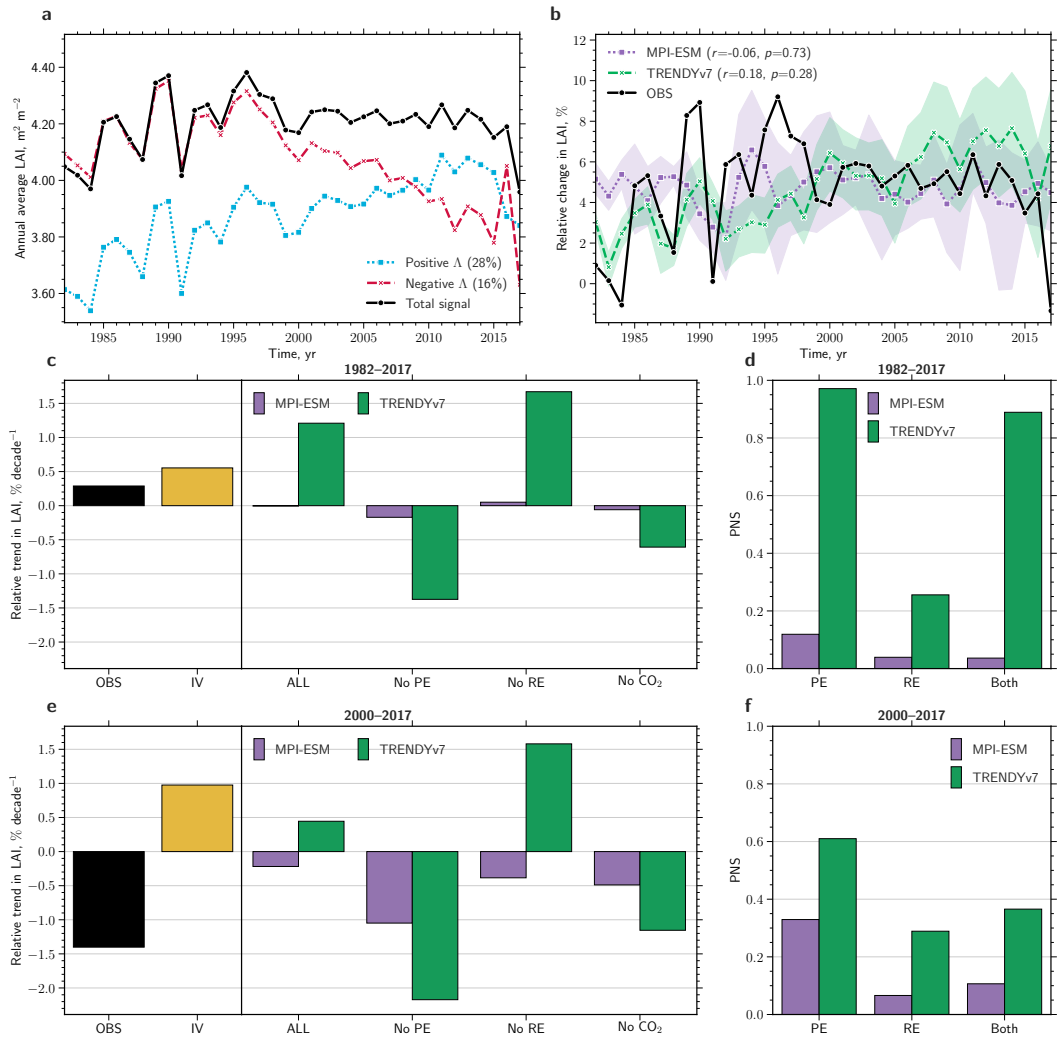 a
Annual average LAI, m² m⁻²
4.40
4.20
4.00
3.80
3.60
Positive Λ (28%)
Negative Λ (16%)
Total signal
1985 1990 1995 2000 2005 2010 2015
Time, yr
b
Relative change in LAI, %
12
10
8
6
4
2
0
MPI-ESM (r=-0.06, p=0.73)
TRENDYv7 (r=0.18, p=0.28)
OBS
1985 1990 1995 2000 2005 2010 2015
Time, yr
c
1982–2017
Relative trend in LAI, % decade⁻¹
1.5
1.0
0.5
0.0
−0.5
−1.0
−1.5
−2.0
MPI-ESM TRENDYv7
OBS IV ALL No PE No RE No CO₂
d
1982–2017
PNS
1.0
0.8
0.6
0.4
0.2
0.0
MPI-ESM
TRENDYv7
PE RE Both
e
2000–2017
Relative trend in LAI, % decade⁻¹
1.5
1.0
0.5
0.0
−0.5
−1.0
−1.5
−2.0
MPI-ESM TRENDYv7
OBS IV ALL No PE No RE No CO₂
f
2000–2017
PNS
1.0
0.8
0.6
0.4
0.2
0.0
MPI-ESM
TRENDYv7
PE RE Both